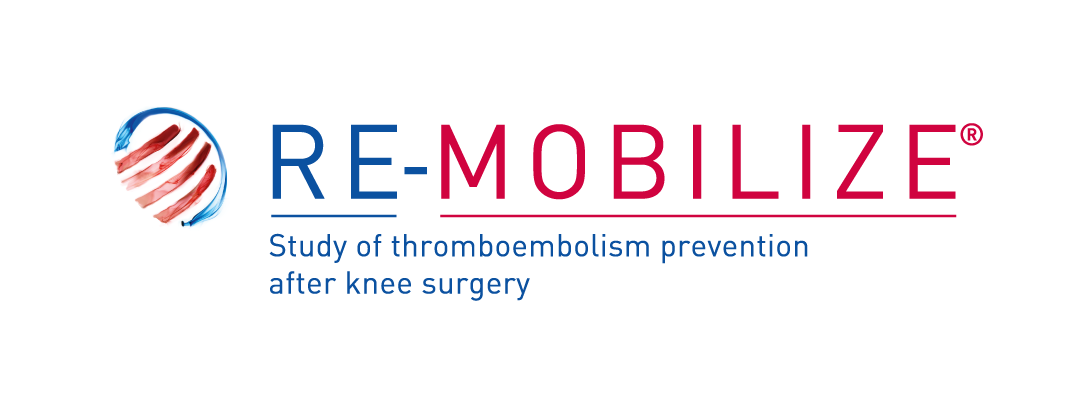 RE-MOBILIZE®
Study of thromboembolism prevention
after knee surgery